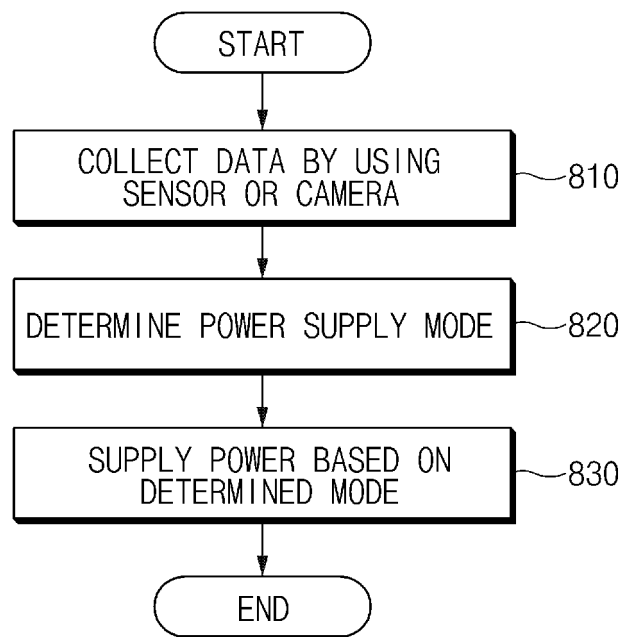 START
COLLECT DATA BY USING
SENSOR OR CAMERA
810
DETERMINE POWER SUPPLY MODE
820
SUPPLY POWER BASED ON
DETERMINED MODE
830
END